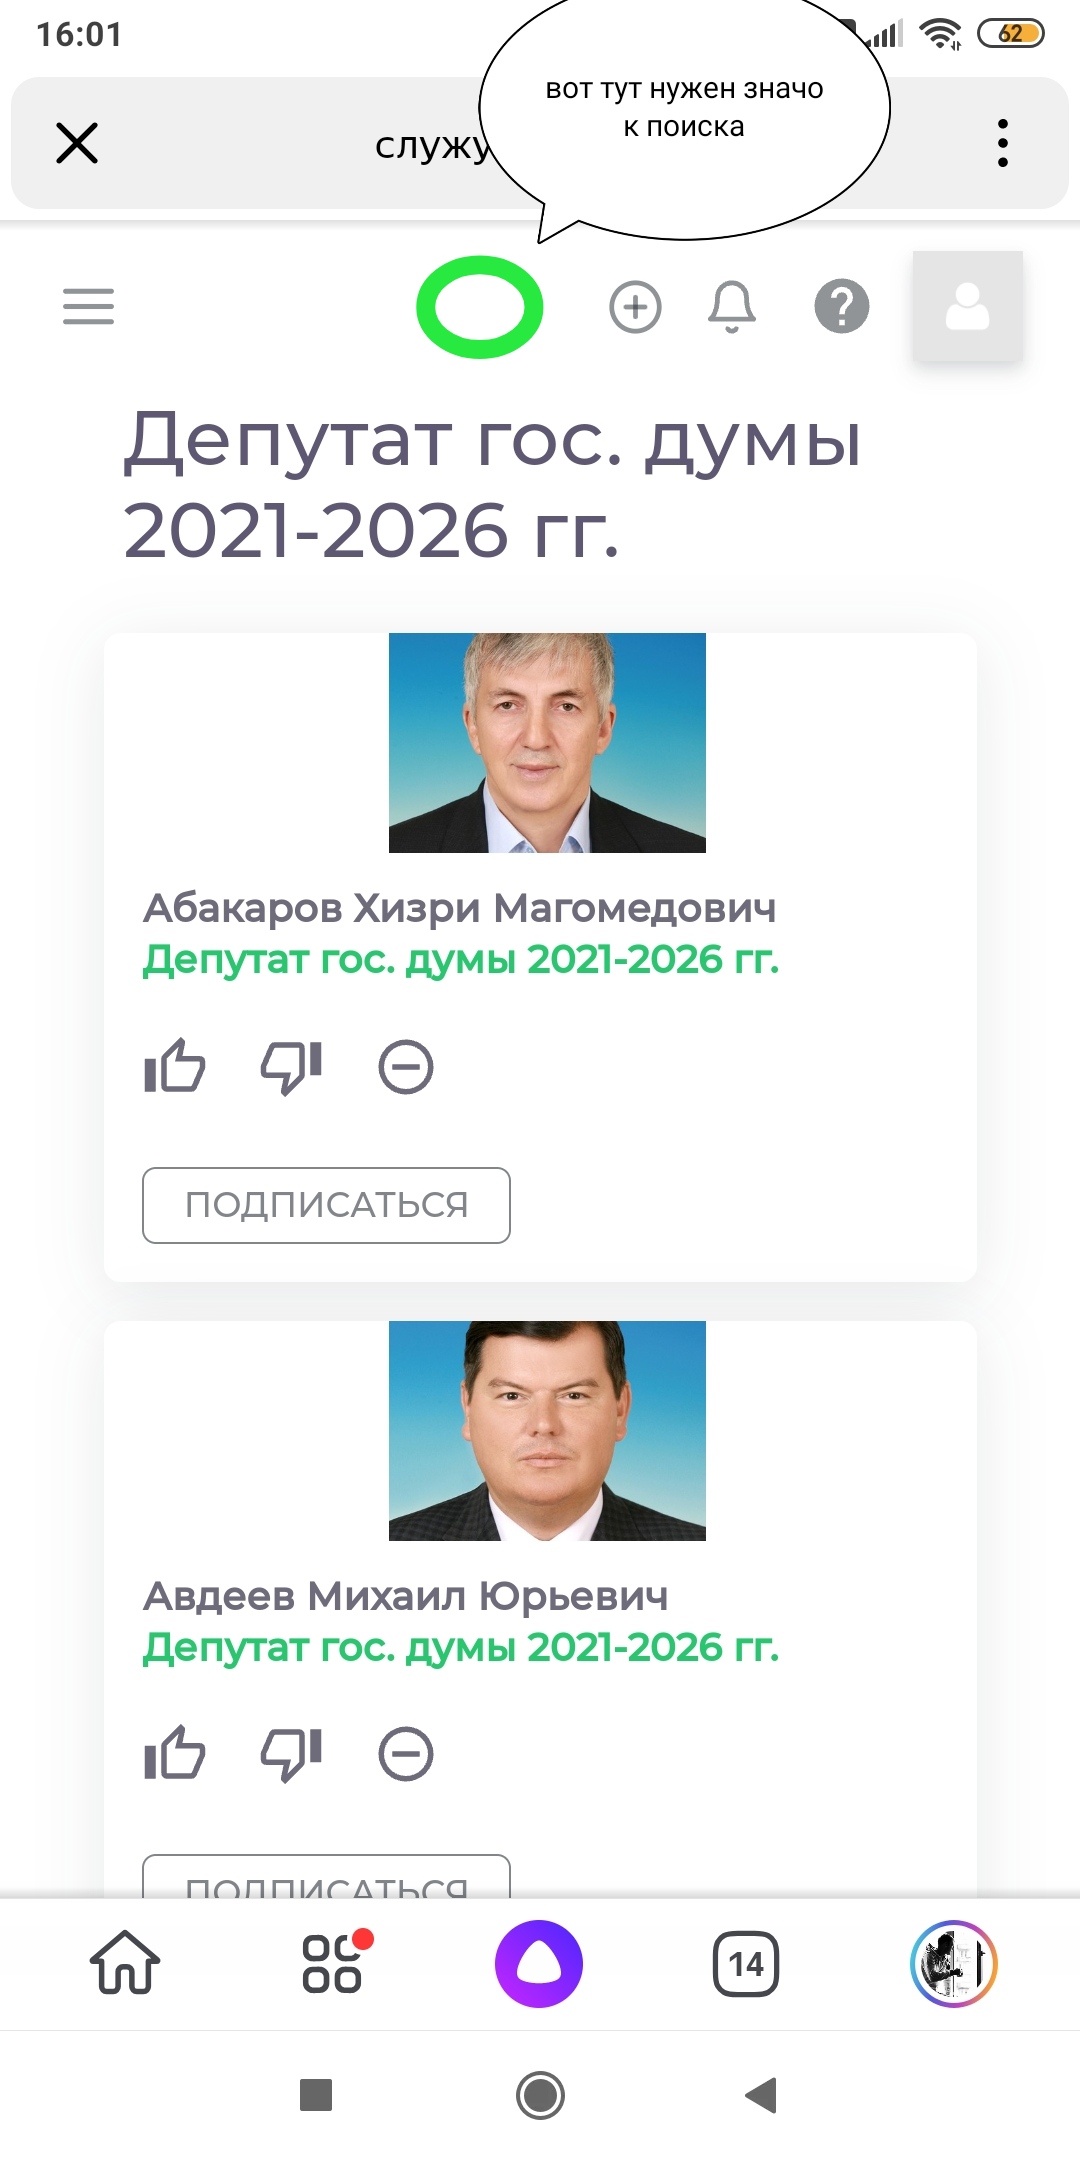 16:01
62
вот тут нужен значо
к поиска
служу
Депутат гос. думы
2021-2026 гг.
Абакаров Хизри Магомедович
Депутат гос. думы 2021-2026 гг.
ПОДПИСАТЬСЯ
Авдеев Михаил Юрьевич
Депутат гос. думы 2021-2026 гг.
ПОДПИСАТЬСЯ
14